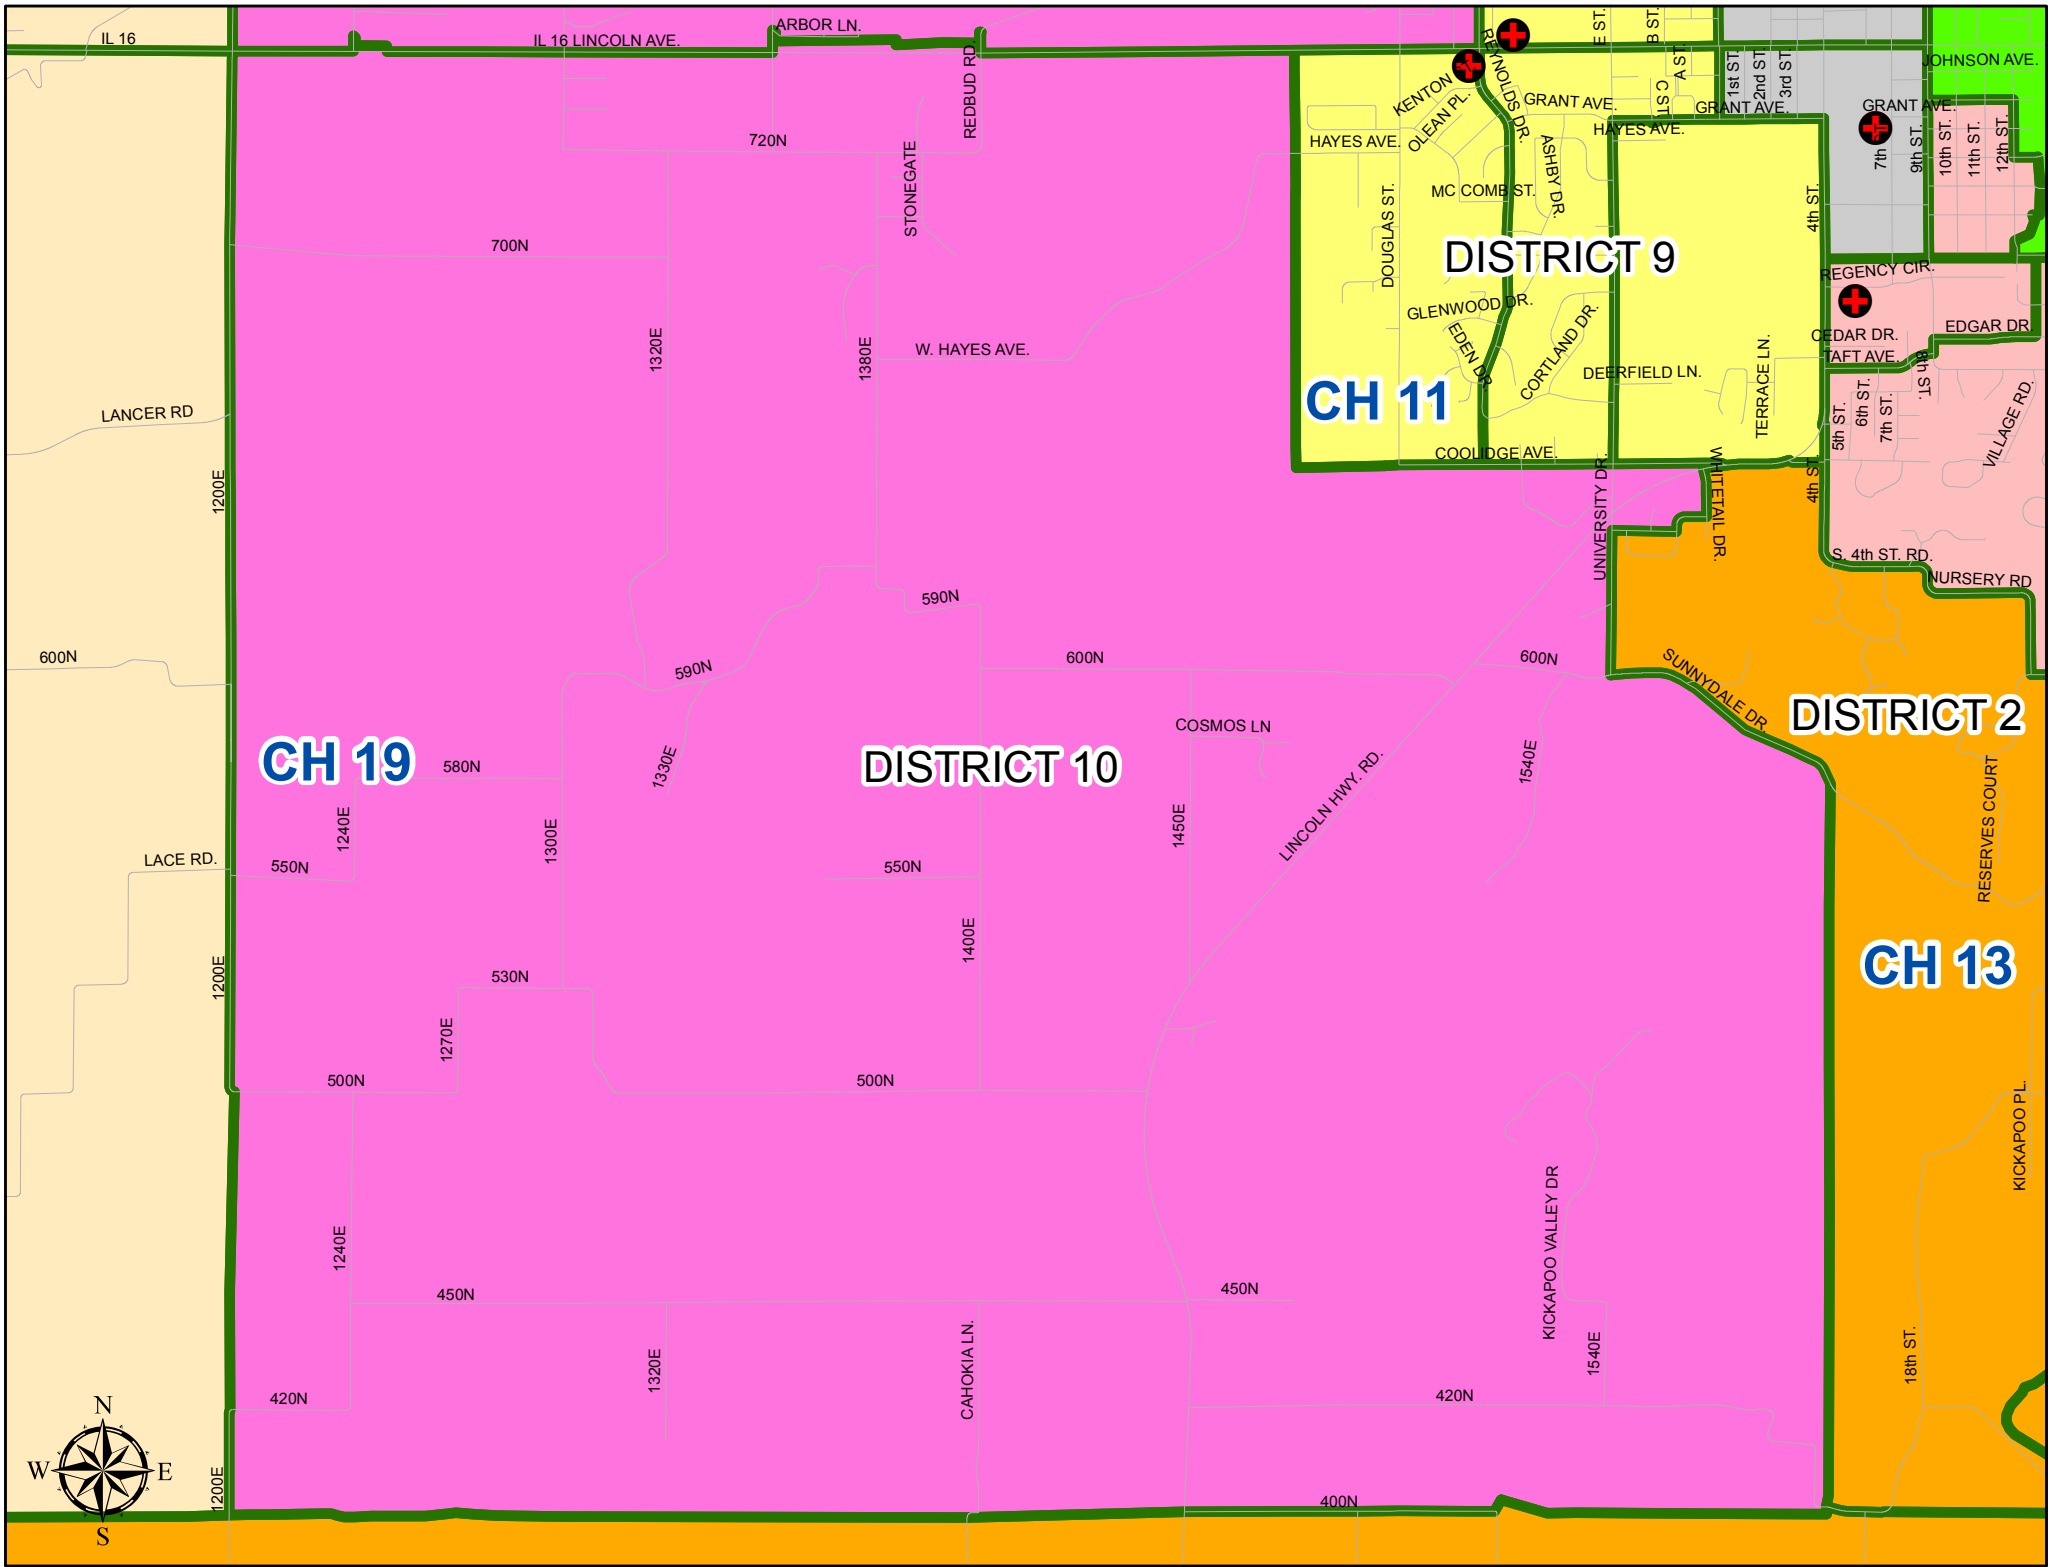 IL 16
IL 16 LINCOLN AVE.
ARBOR LN.
REDBUD RD.
E ST.
B ST.
A ST.
C ST.
1st ST.
2nd ST.
3rd ST.
JOHNSON AVE.
REYNOLDS DR.
KENTON
OLEAN PL.
GRANT AVE.
GRANT AVE.
GRANT AVE.
HAYES AVE.
HAYES AVE.
720N
STONEGATE
ASHBY DR.
MC COMB ST.
DOUGLAS ST.
4th ST.
7th
9th ST.
10th ST.
11th ST.
12th ST.
700N
DISTRICT 9
REGENCY CIR.
GLENWOOD DR.
EDEN DR.
CORTLAND DR.
1320E
1380E
W. HAYES AVE.
CEDAR DR.
EDGAR DR.
TAFT AVE.
8th ST.
DEERFIELD LN.
TERRACE LN.
CH 11
LANCER RD
5th ST.
6th ST.
7th ST.
VILLAGE RD.
COOLIDGE AVE.
1200E
UNIVERSITY DR.
WHITETAIL DR.
4th ST.
S. 4th ST. RD.
NURSERY RD
590N
600N
590N
600N
600N
SUNNYDALE DR.
DISTRICT 2
COSMOS LN
CH 19
580N
1330E
DISTRICT 10
1540E
LINCOLN HWY. RD.
1240E
1300E
1450E
RESERVES COURT
LACE RD.
550N
550N
1200E
530N
1400E
CH 13
1270E
500N
500N
KICKAPOO PL.
1240E
KICKAPOO VALLEY DR
450N
450N
1320E
CAHOKIA LN.
1540E
18th ST.
420N
420N
1200E
400N
N
W
E
S